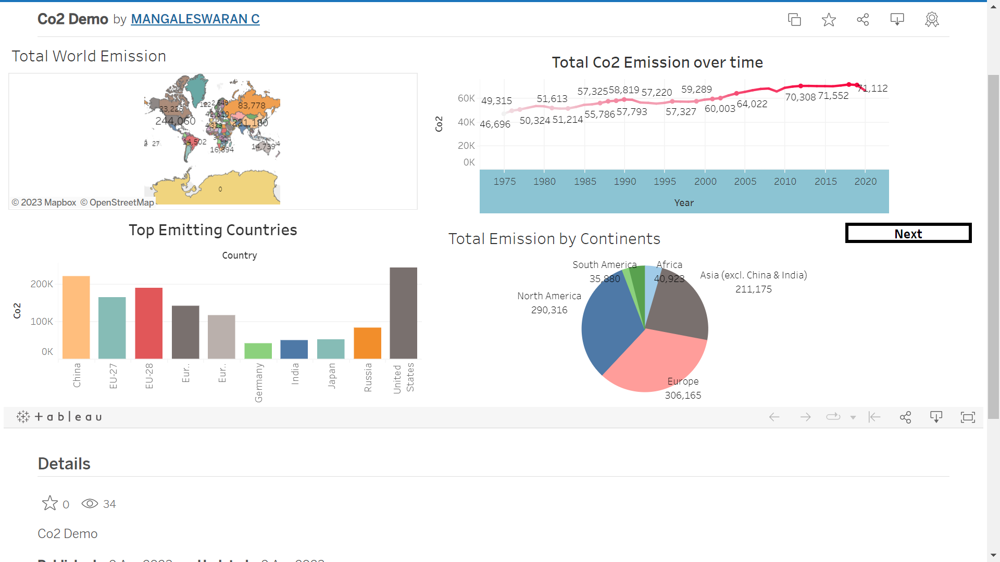 Co2 Demo by MANGALESWARAN C
Total World Emission
23,226
244,060
122
2,649
42,610
83,778
4,329
221,180
3
214
14,502
16,894
14,739
27
0
© 2023 Mapbox © OpenStreetMap
Total Co2 Emission over time
Co2
60K
40K
20K
0K
49,315
46,696
50,324
51,613
51,214
57,325
55,786
58,819
57,793
57,220
57,327
59,289
60,003
64,022
70,308
71,552
71,112
1975 1980 1985 1990 1995 2000 2005 2010 2015 2020
Year
Top Emitting Countries
Country
Co2
200K
100K
0K
China
EU-27
EU-28
Eur..
Eur..
Germany
India
Japan
Russia
United
States
Next
Total Emission by Continents
South America
35,880
Africa
40,923
Asia (excl. China & India)
211,175
North America
290,316
Europe
306,165
+ableau
Details
0 34
Co2 Demo